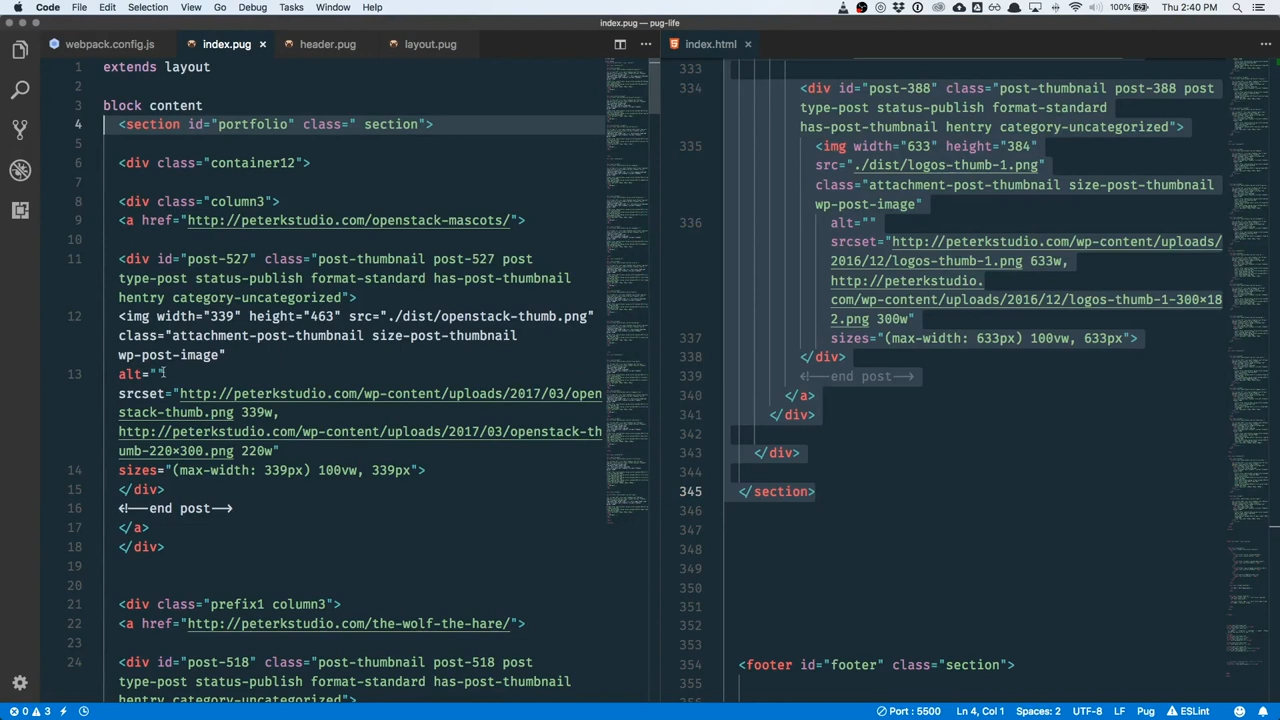 Code File Edit Selection View Go Debug Tasks Window Help 100% Thu 2:40 PM
index.pug — pug-life
webpack.config.js index.pug header.pug layout.pug index.html
1 extends layout
2
3 block content
4 <section id="portfolio" class=" section">
5
6 <div class="container12">
7
8 <div class="column3">
9 <a href="http://peterkstudio.com/openstack-mascots/">
10
11 <div id="post-527" class="post-thumbnail post-527 post
type-post status-publish format-standard has-post-thumbnail
hentry category-uncategorized">
12 <img width="339" height="463" src="./dist/openstack-thumb.png"
class="attachment-post-thumbnail size-post-thumbnail
wp-post-image"
13 alt=""
srcset="http://peterkstudio.com/wp-content/uploads/2017/03/open
stack-thumb.png 339w,
http://peterkstudio.com/wp-content/uploads/2017/03/openstack-th
umb-220×320.png 220w"
14 sizes="(max-width: 339px) 100vw, 339px">
15 </div>
16 <!--end post-->
17 </a>
18 </div>
19
20
21 <div class="prefix1 column3">
22 <a href="http://peterkstudio.com/the-wolf-the-hare/">
23
24 <div id="post-518" class="post-thumbnail post-518 post
type-post status-publish format-standard has-post-thumbnail
hentry category-uncategorized">
333
334 <div id="post-388" class="post-thumbnail post-388 post
type-post status-publish format-standard
has-post-thumbnail hentry category-uncategorized">
335 <img width="633" height="384"
src="./dist/logos-thumb-1.png"
class="attachment-post-thumbnail size-post-thumbnail
wp-post-image"
336 alt=""
srcset="http://peterkstudio.com/wp-content/uploads/
2016/12/logos-thumb-1.png 633w,
http://peterkstudio.
com/wp-content/uploads/2016/12/logos-thumb-1-300×18
2.png 300w"
337 sizes="(max-width: 633px) 100vw, 633px">
338 </div>
339 <!--end post-->
340 </a>
341 </div>
342
343 </div>
344
345 </section>
346
347
348
349
350
351
352
353
354 <footer id="footer" class="section">
355
0 3 Port : 5500 Ln 4, Col 1 Spaces: 2 UTF-8 LF Pug ESLint